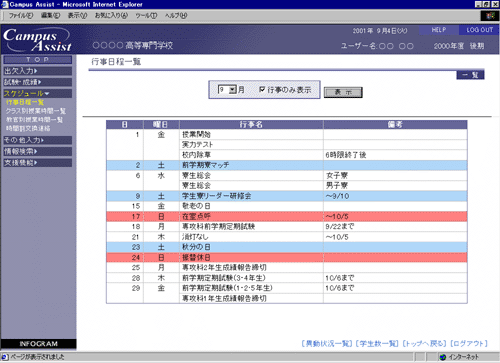 Campus Assist - Microsoft Internet Explorer
ファイル(F) 編集(E) 表示(V) お気に入り(A) ツール(T) ヘルプ(H)
Campus Assist
2001年 9月4日(火) HELP LOG OUT
〇〇〇〇高等専門学校 ユーザー名:〇〇 〇〇 2000年度 後期
TOP
出欠入力
試験・成績
スケジュール
行事日程一覧
クラス別授業時間一覧
教官別授業時間一覧
時間割交換連絡
その他入力
情報検索
支援機能
INFOGRAM
行事日程一覧
一覧
9 月 行事のみ表示 表示
日 曜日 行事名 備考
1 金 授業開始
実力テスト
校内除草 6時限終了後
2 土 前学期寮マッチ
6 水 寮生総会 女子寮
寮生総会 男子寮
9 土 学生寮リーダー研修会 ～9/10
15 金 敬老の日
17 日 在室点呼 ～10/5
18 月 専攻科前学期定期試験 9/22まで
21 木 消灯なし ～10/5
23 土 秋分の日
24 日 振替休日
25 月 専攻科2年生成績報告締切
28 木 前学期定期試験(3・4年生) 10/6まで
29 金 前学期定期試験(1・2・5年生) 10/6まで
専攻科1年生成績報告締切
[異動状況一覧] [学生数一覧] [トップへ戻る] [ログアウト]
ページが表示されました インターネット